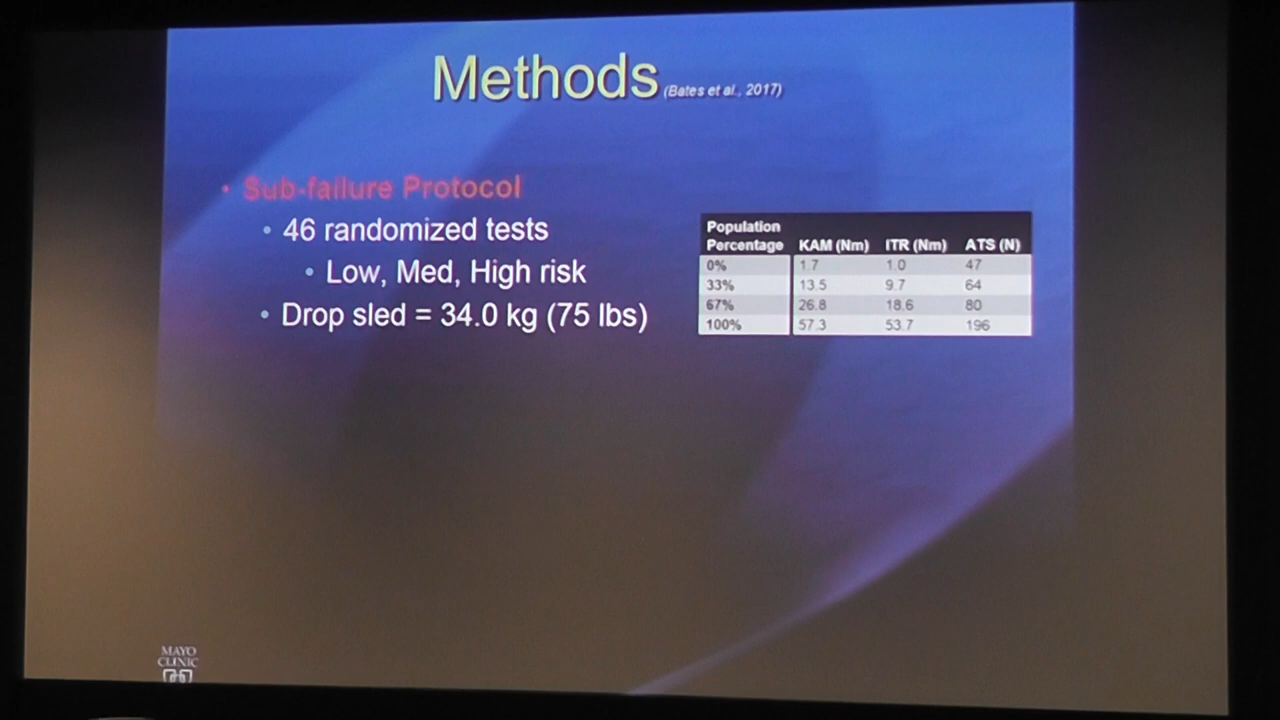 Methods (Bates et al., 2017)
• Sub-failure Protocol
• 46 randomized tests
• Low, Med, High risk
• Drop sled = 34.0 kg (75 lbs)
Population
Percentage KAM (Nm) ITR (Nm) ATS (N)
0% 1.7 1.0 47
33% 13.5 9.7 64
67% 26.8 18.6 80
100% 57.3 53.7 196
MAYO
CLINIC